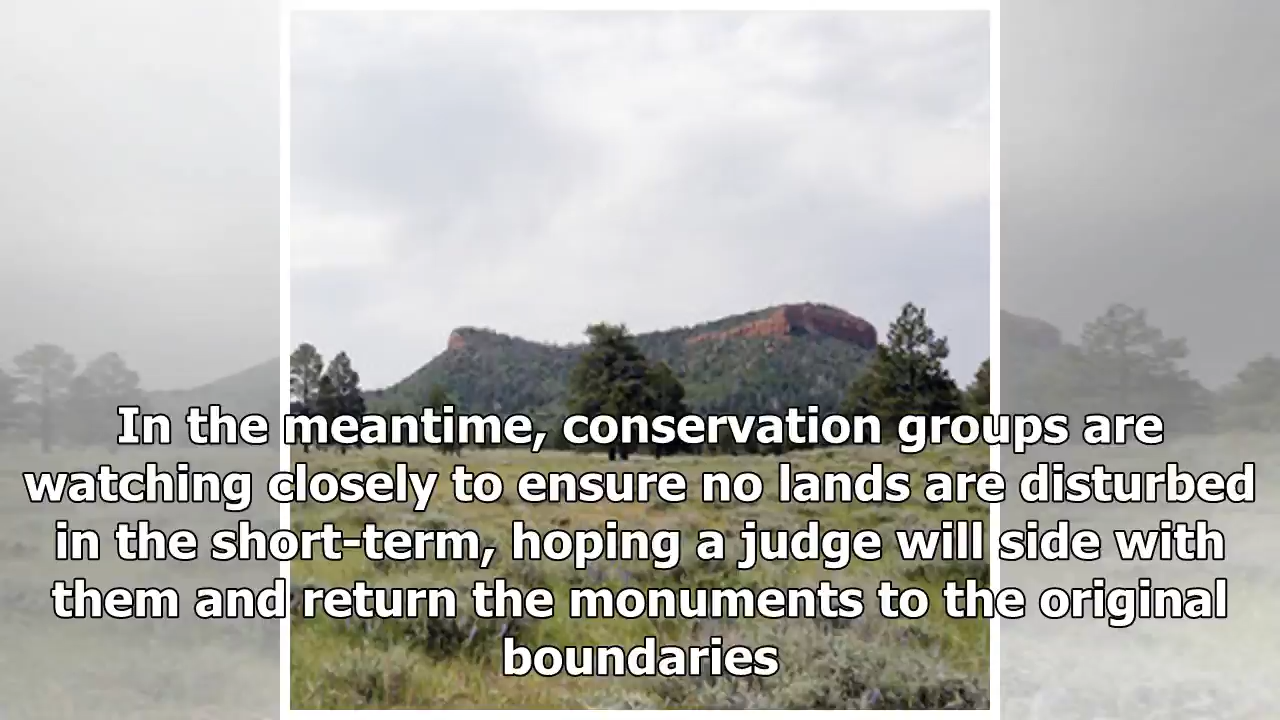 In the meantime, conservation groups are
watching closely to ensure no lands are disturbed
in the short-term, hoping a judge will side with
them and return the monuments to the original
boundaries